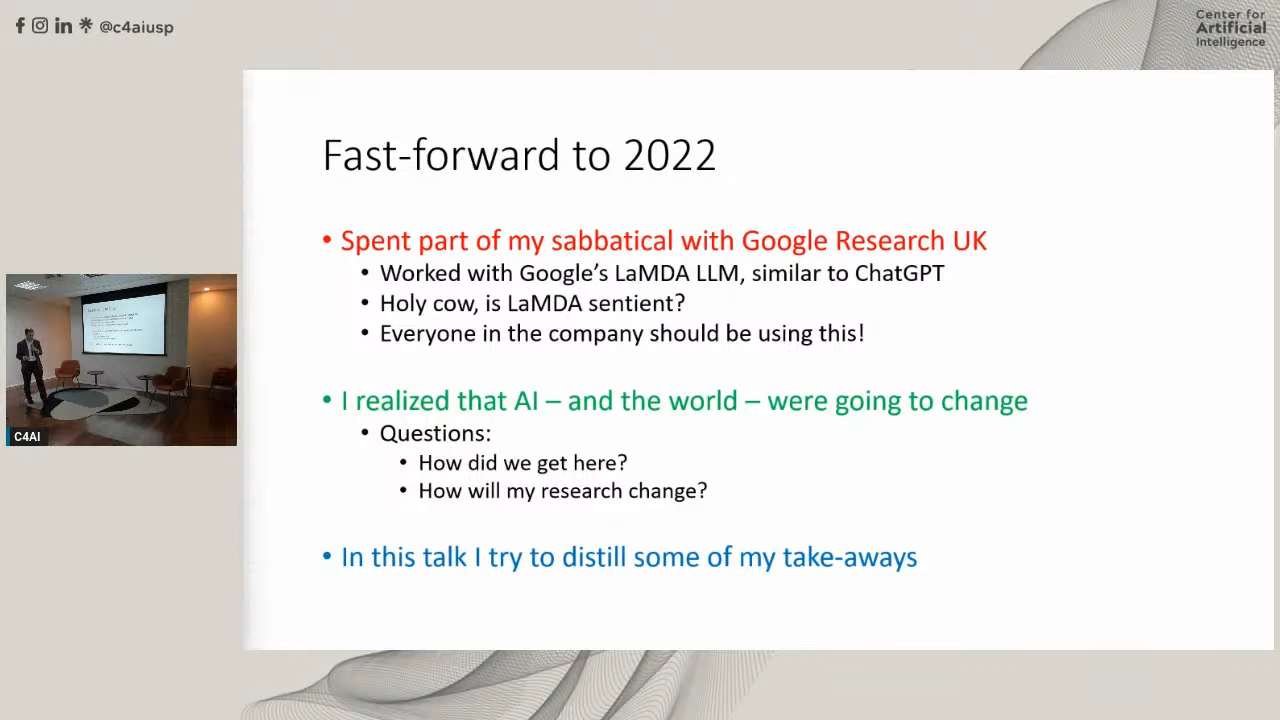 @c4aiusp
Center for
Artificial
Intelligence
Fast-forward to 2022
• Spent part of my sabbatical with Google Research UK
• Worked with Google’s LaMDA LLM, similar to ChatGPT
• Holy cow, is LaMDA sentient?
• Everyone in the company should be using this!
• I realized that AI – and the world – were going to change
• Questions:
• How did we get here?
• How will my research change?
• In this talk I try to distill some of my take-aways
C4AI